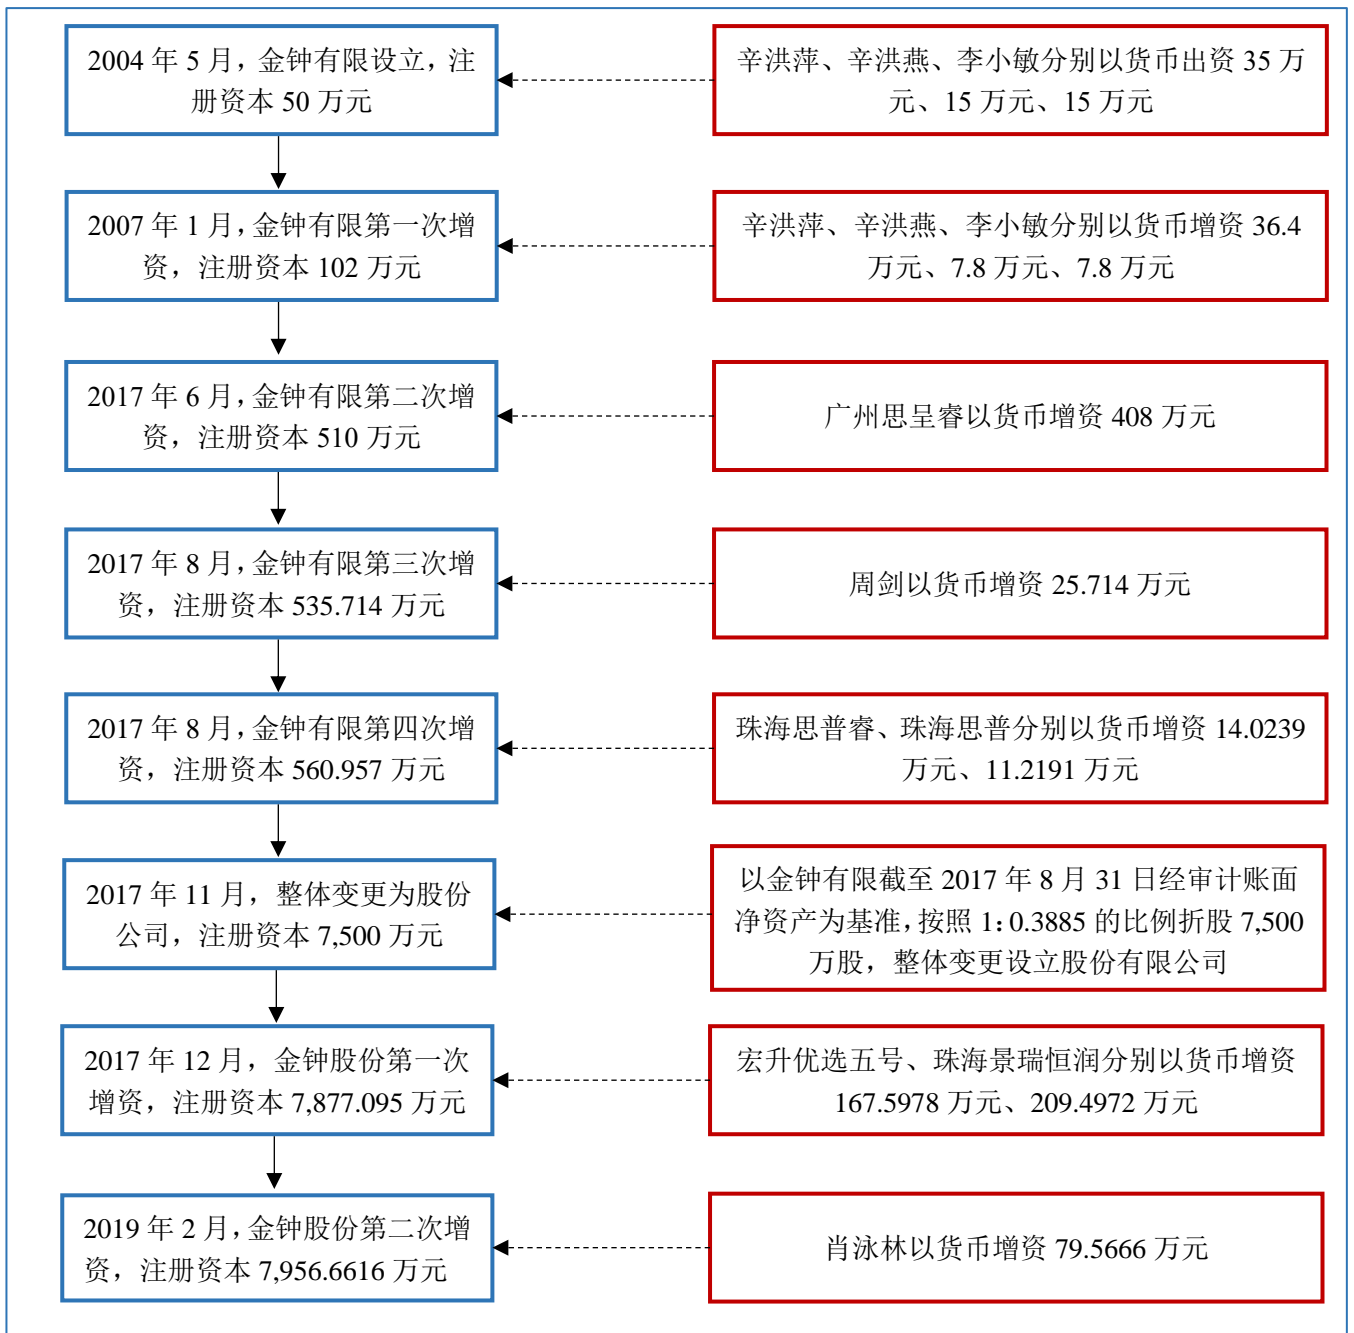 2004 年 5 月，金钟有限设立，注
册资本 50 万元
辛洪萍、辛洪燕、李小敏分别以货币出资 35 万
元、15 万元、15 万元
2007 年 1 月，金钟有限第一次增
资，注册资本 102 万元
辛洪萍、辛洪燕、李小敏分别以货币增资 36.4
万元、7.8 万元、7.8 万元
2017 年 6 月，金钟有限第二次增
资，注册资本 510 万元
广州思呈睿以货币增资 408 万元
2017 年 8 月，金钟有限第三次增
资，注册资本 535.714 万元
周剑以货币增资 25.714 万元
2017 年 8 月，金钟有限第四次增
资，注册资本 560.957 万元
珠海思普睿、珠海思普分别以货币增资 14.0239
万元、11.2191 万元
2017 年 11 月，整体变更为股份
公司，注册资本 7,500 万元
以金钟有限截至 2017 年 8 月 31 日经审计账面
净资产为基准，按照 1：0.3885 的比例折股 7,500
万股，整体变更设立股份有限公司
2017 年 12 月，金钟股份第一次
增资，注册资本 7,877.095 万元
宏升优选五号、珠海景瑞恒润分别以货币增资
167.5978 万元、209.4972 万元
2019 年 2 月，金钟股份第二次增
资，注册资本 7,956.6616 万元
肖泳林以货币增资 79.5666 万元